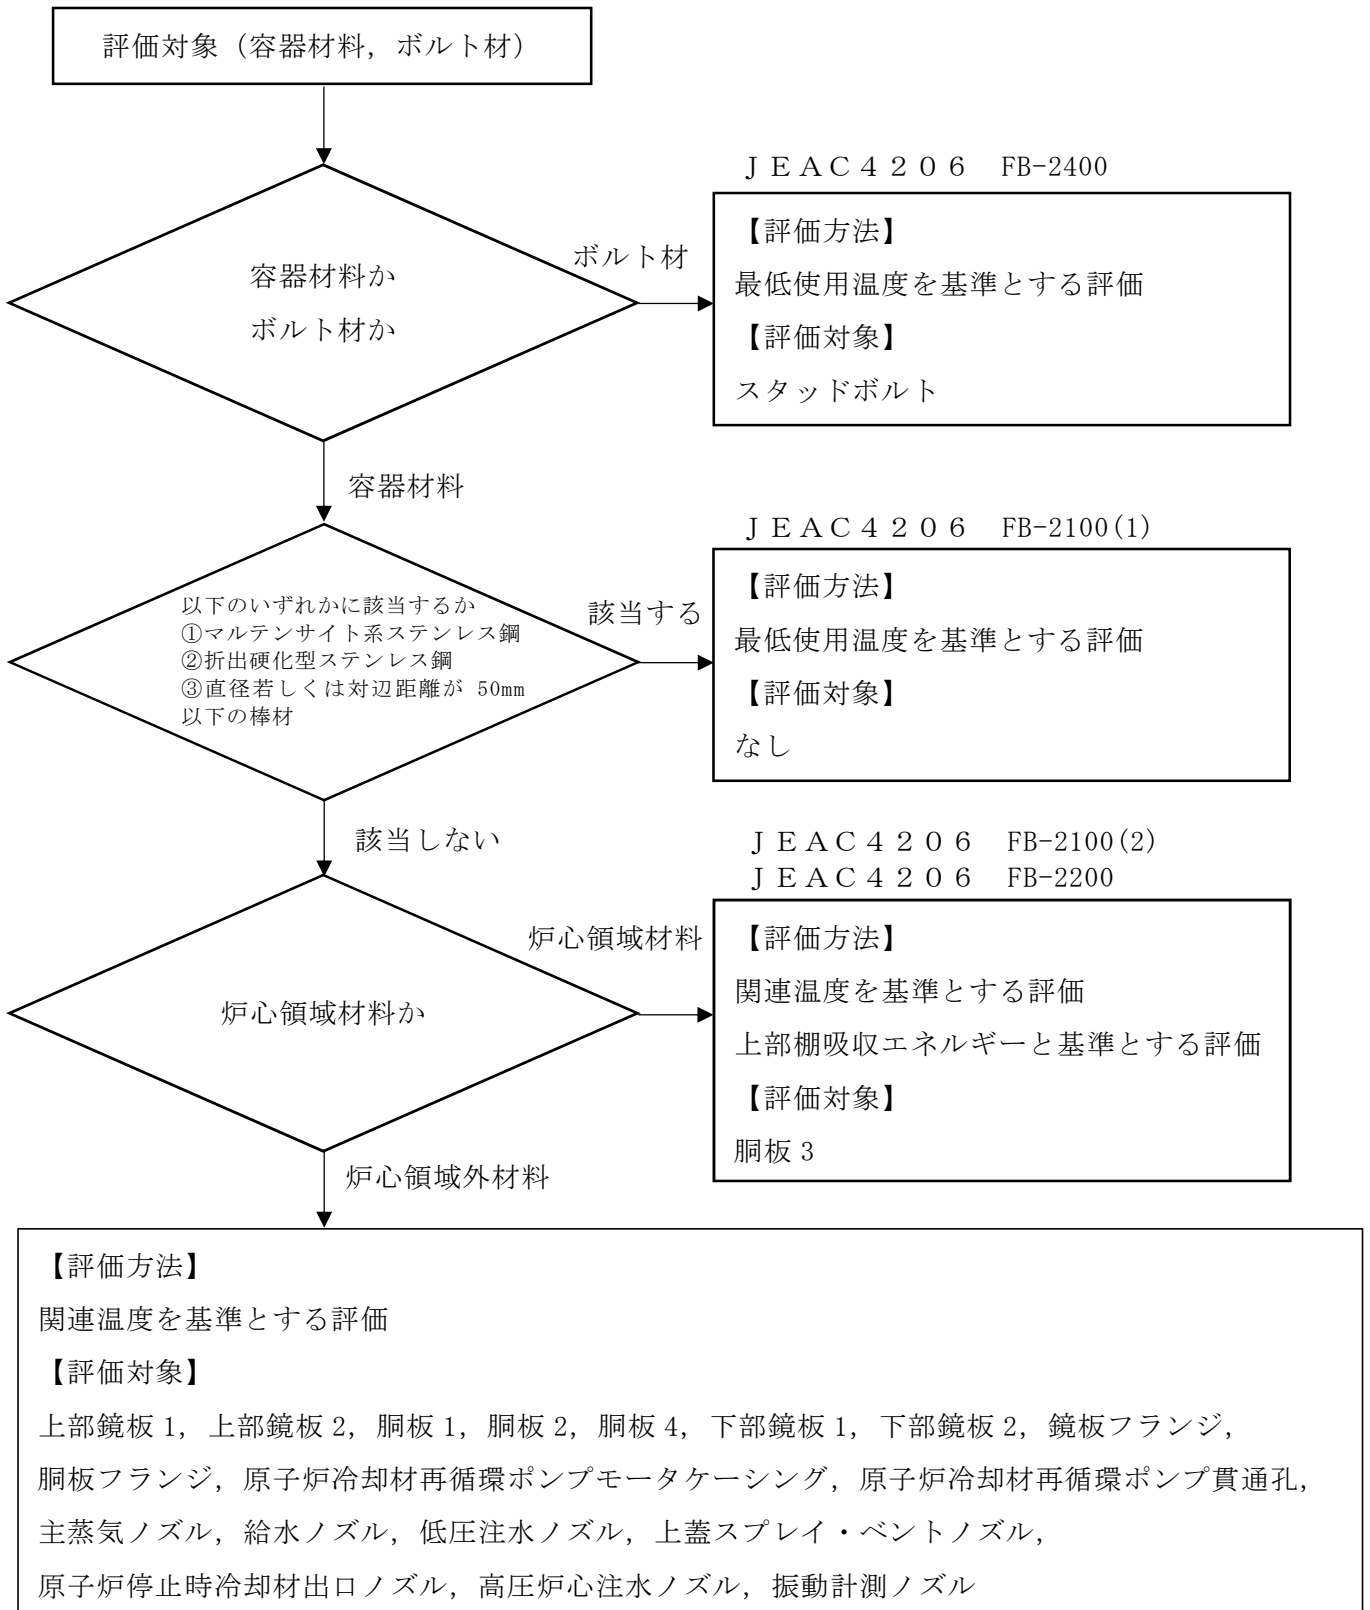 評価対象（容器材料，ボルト材）
容器材料か
ボルト材か
ボルト材
ＪＥＡＣ４２０６　FB-2400
【評価方法】
最低使用温度を基準とする評価
【評価対象】
スタッドボルト
容器材料
以下のいずれかに該当するか
①マルテンサイト系ステンレス鋼
②折出硬化型ステンレス鋼
③直径若しくは対辺距離が 50mm
以下の棒材
該当する
ＪＥＡＣ４２０６　FB-2100(1)
【評価方法】
最低使用温度を基準とする評価
【評価対象】
なし
該当しない
炉心領域材料か
炉心領域材料
ＪＥＡＣ４２０６　FB-2100(2)
ＪＥＡＣ４２０６　FB-2200
【評価方法】
関連温度を基準とする評価
上部棚吸収エネルギーと基準とする評価
【評価対象】
胴板 3
炉心領域外材料
【評価方法】
関連温度を基準とする評価
【評価対象】
上部鏡板 1，上部鏡板 2，胴板 1，胴板 2，胴板 4，下部鏡板 1，下部鏡板 2，鏡板フランジ，
胴板フランジ，原子炉冷却材再循環ポンプモータケーシング，原子炉冷却材再循環ポンプ貫通孔，
主蒸気ノズル，給水ノズル，低圧注水ノズル，上蓋スプレイ・ベントノズル，
原子炉停止時冷却材出口ノズル，高圧炉心注水ノズル，振動計測ノズル